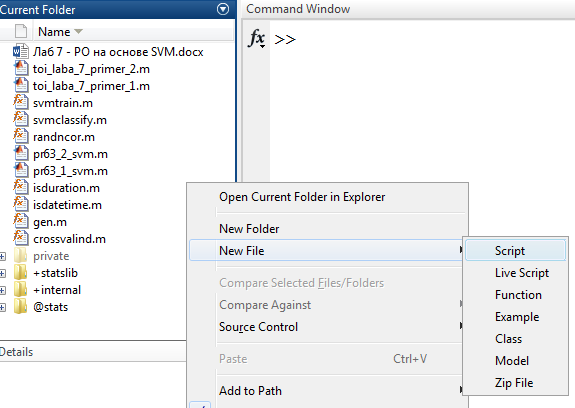 Current Folder
Name
Лаб 7 - РО на основе SVM.docx
toi_laba_7_primer_2.m
toi_laba_7_primer_1.m
svmtrain.m
svmclassify.m
randncor.m
pr63_2_svm.m
pr63_1_svm.m
isduration.m
isdatetime.m
gen.m
crossvalind.m
private
+statslib
+internal
@stats
Details
Command Window
fx >>
Open Current Folder in Explorer
New Folder
New File
Compare Selected Files/Folders
Compare Against
Source Control
Paste Ctrl+V
Add to Path
Script
Live Script
Function
Example
Class
Model
Zip File